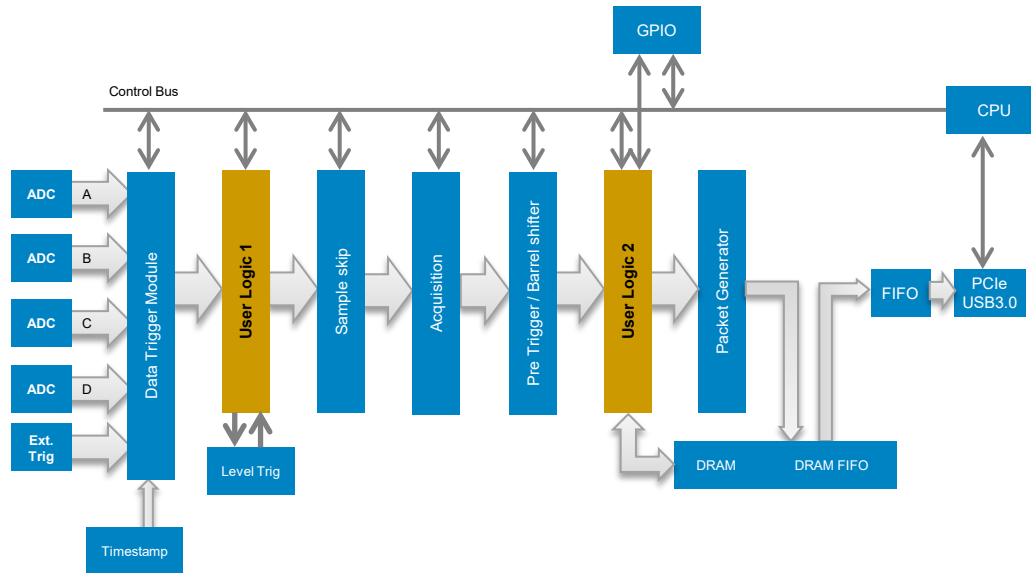 GPIO
Control Bus
CPU
ADC
A
ADC
B
ADC
C
ADC
D
Ext.
Trig
Data Trigger Module
User Logic 1
Sample skip
Acquisition
Pre Trigger / Barrel shifter
User Logic 2
Packet Generator
FIFO
PCIe
USB3.0
Level Trig
DRAM
DRAM FIFO
Timestamp